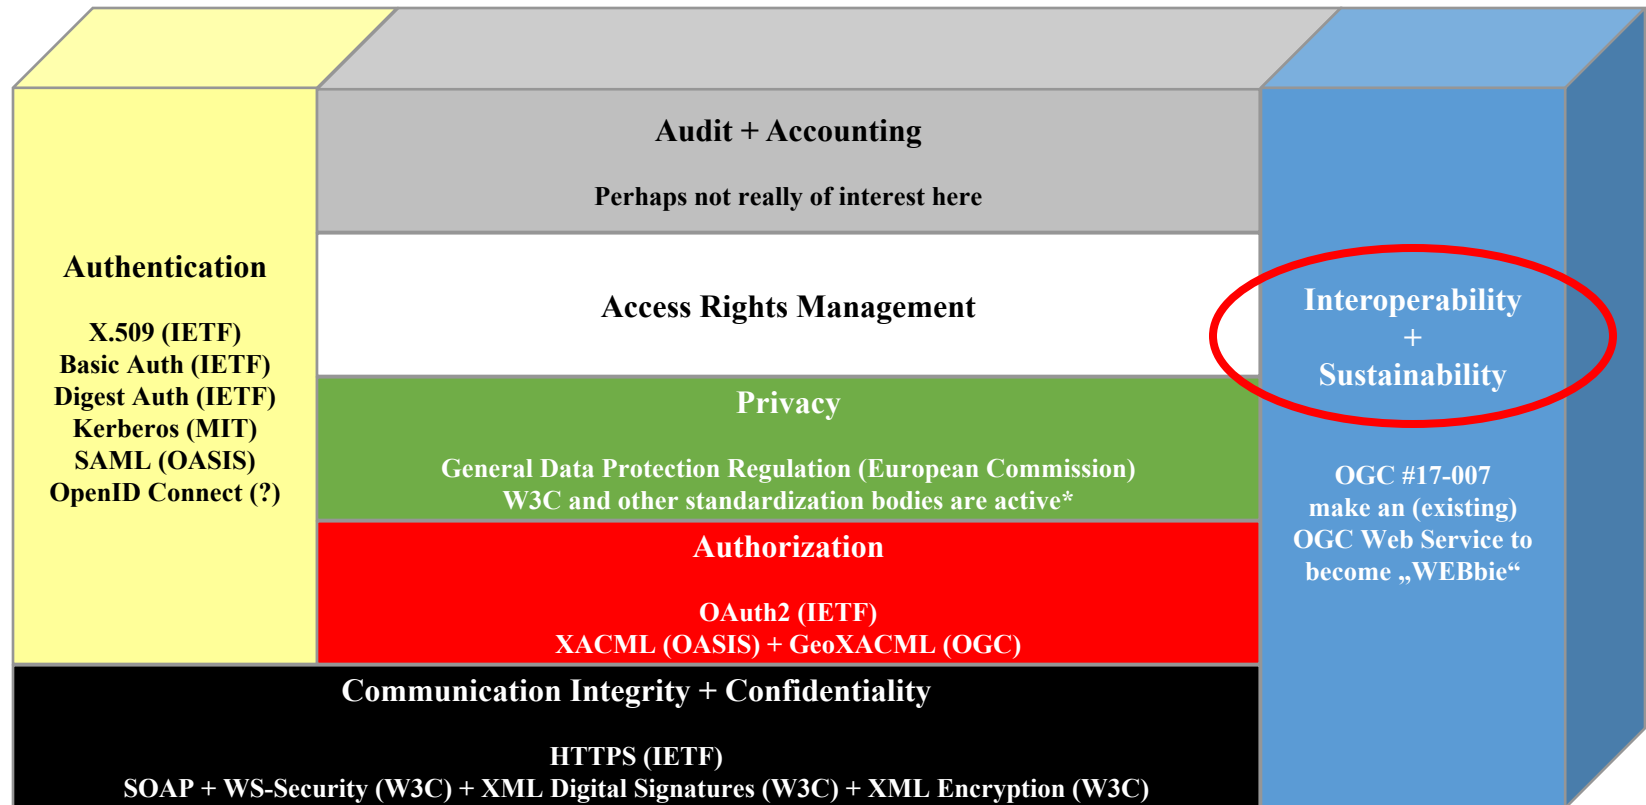 Audit + Accounting
Perhaps not really of interest here
Authentication
X.509 (IETF)
Basic Auth (IETF)
Digest Auth (IETF)
Kerberos (MIT)
SAML (OASIS)
OpenID Connect (?)
Access Rights Management
Privacy
General Data Protection Regulation (European Commission)
W3C and other standardization bodies are active*
Authorization
OAuth2 (IETF)
XACML (OASIS) + GeoXACML (OGC)
Interoperability
+
Sustainability
OGC #17-007
make an (existing)
OGC Web Service to
become „WEBbie“
Communication Integrity + Confidentiality
HTTPS (IETF)
SOAP + WS-Security (W3C) + XML Digital Signatures (W3C) + XML Encryption (W3C)